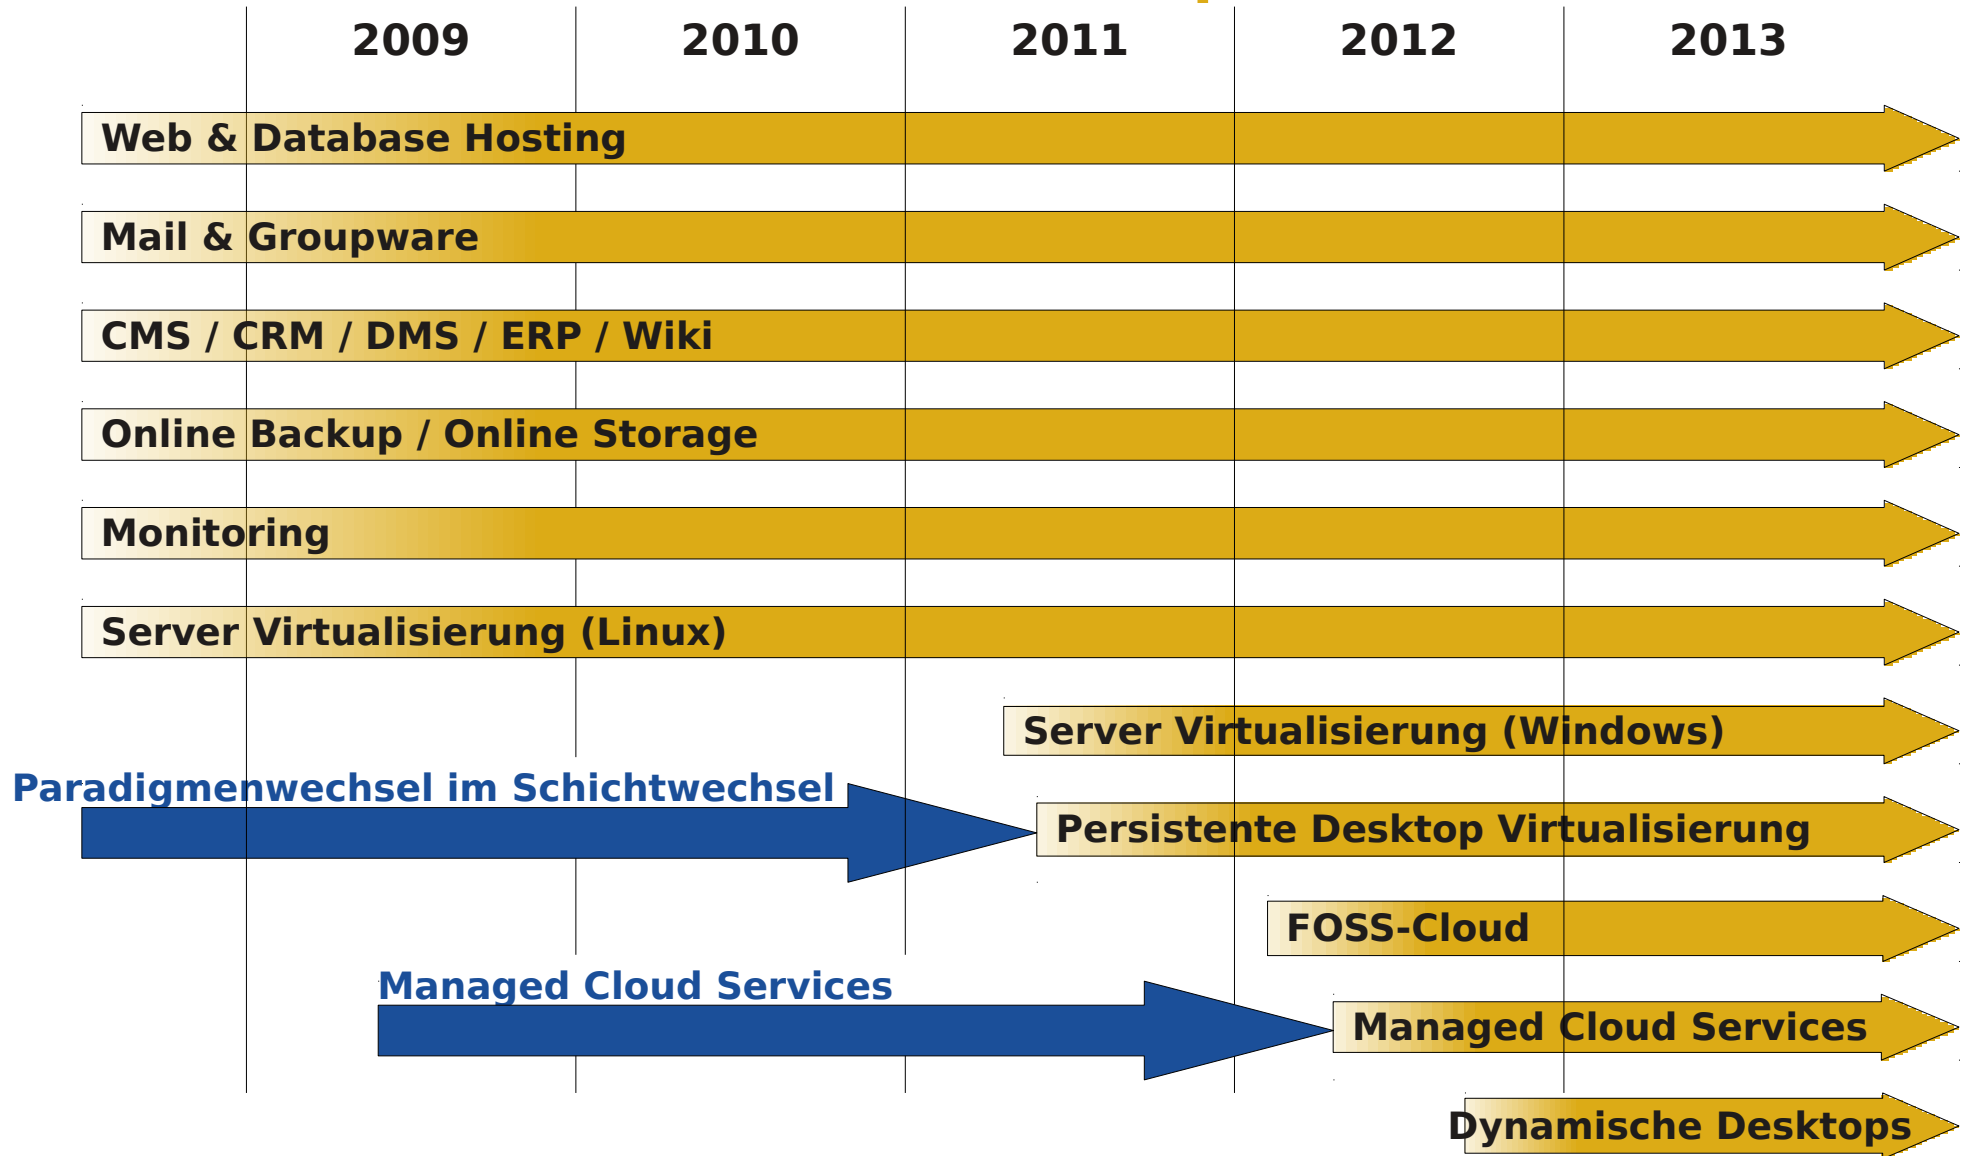 2009 2010 2011 2012 2013
Web & Database Hosting
Mail & Groupware
CMS / CRM / DMS / ERP / Wiki
Online Backup / Online Storage
Monitoring
Server Virtualisierung (Linux)
Server Virtualisierung (Windows)
Paradigmenwechsel im Schichtwechsel
Persistente Desktop Virtualisierung
FOSS-Cloud
Managed Cloud Services
Managed Cloud Services
Dynamische Desktops